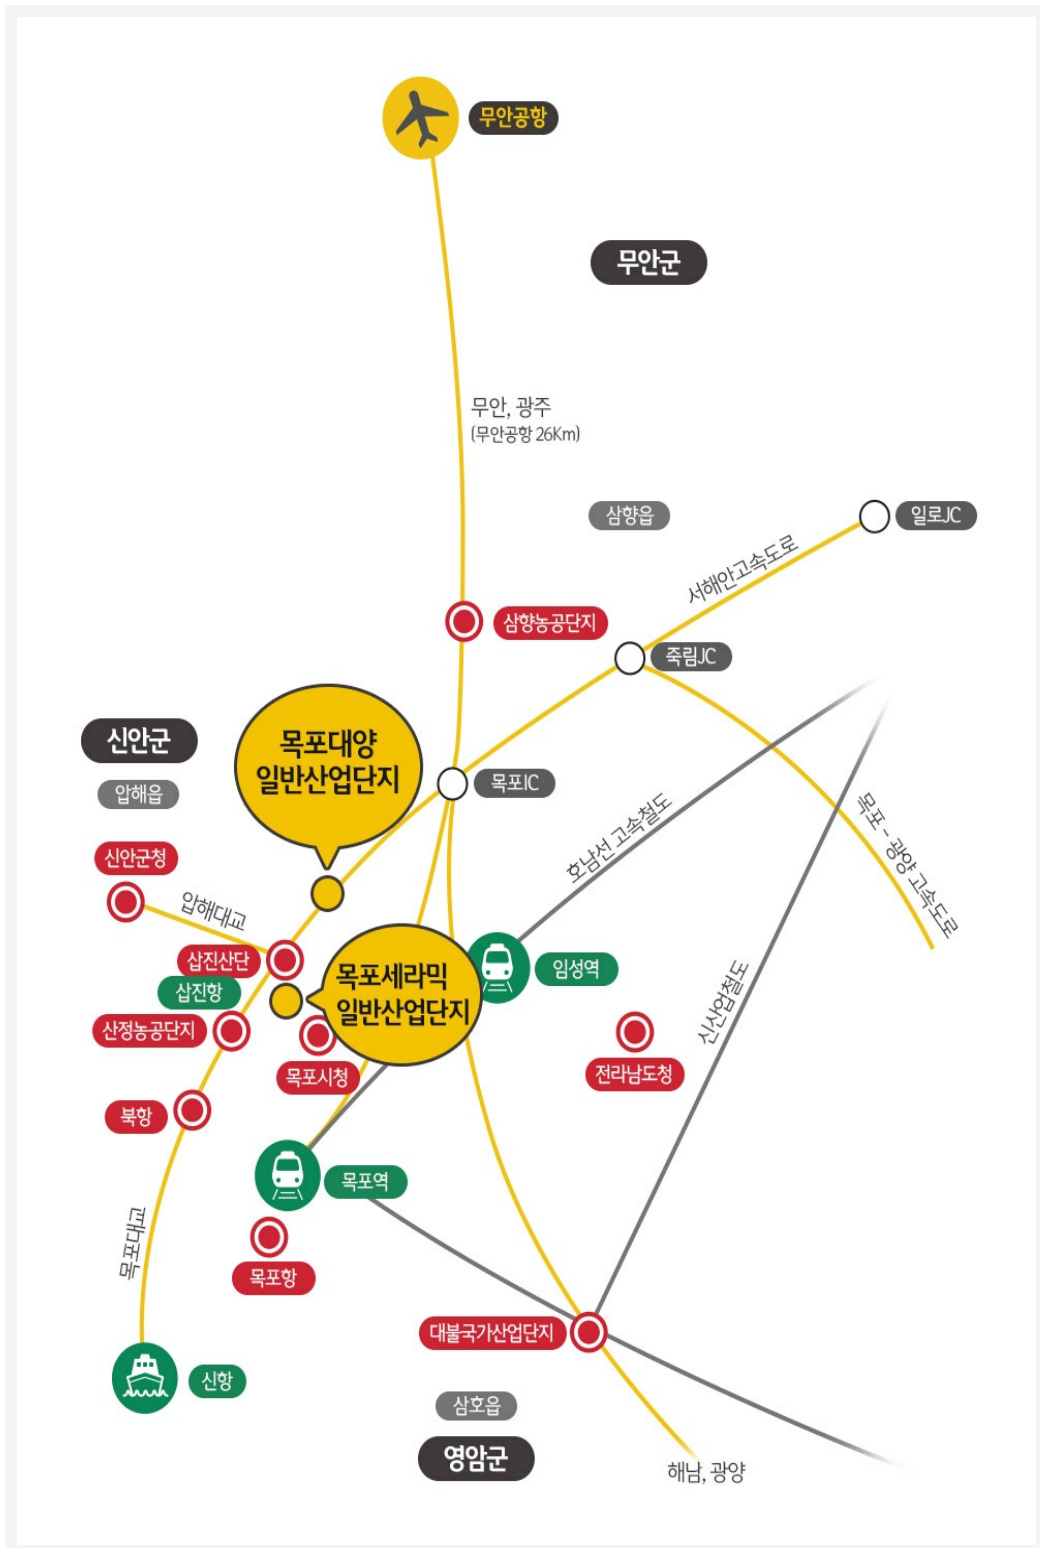 무안공항
무안군
무안, 광주
(무안공항 26Km)
삼향읍
일로JC
서해안고속도로
삼향농공단지
죽림JC
신안군
목포대양
일반산업단지
압해읍
목포IC
호남선 고속철도
목포 - 광양 고속도로
신안군청
압해대교
삽진산단
목포세라믹
일반산업단지
임성역
삽진항
신산업철도
산정농공단지
목포시청
전라남도청
북항
목포역
목포대교
목포항
대불국가산업단지
신항
삼호읍
영암군
해남, 광양